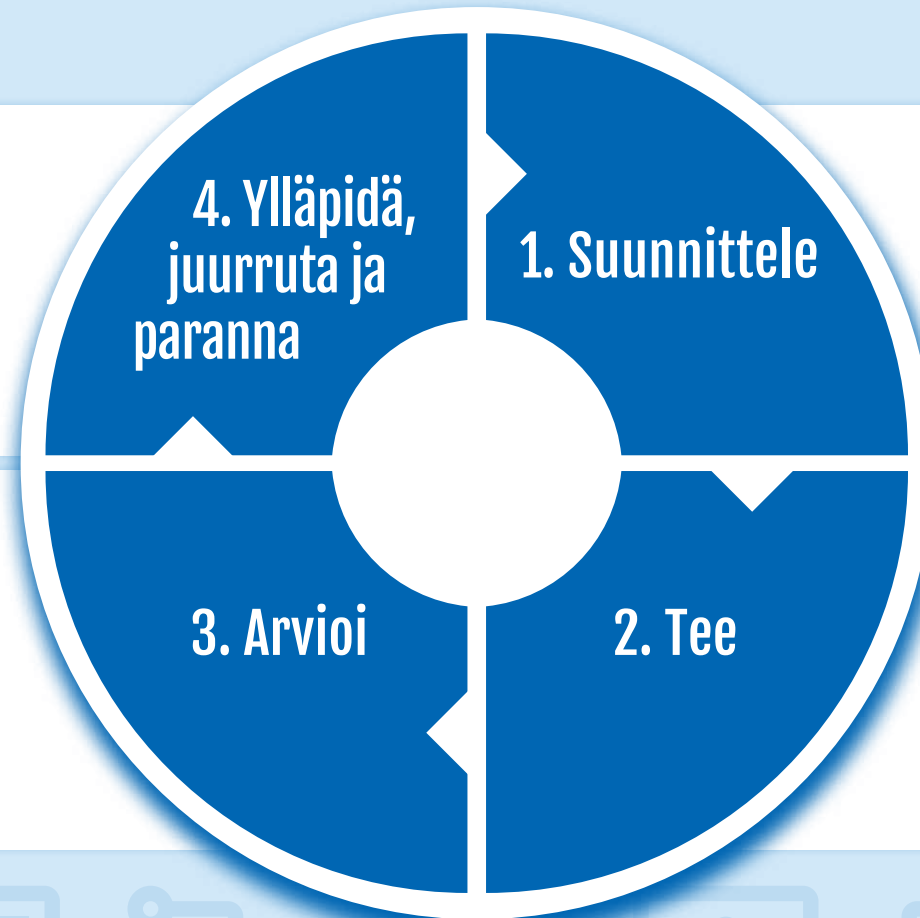 1. Suunnittele
2. Tee
3. Arvioi
4. Ylläpidä,
juurruta ja
paranna